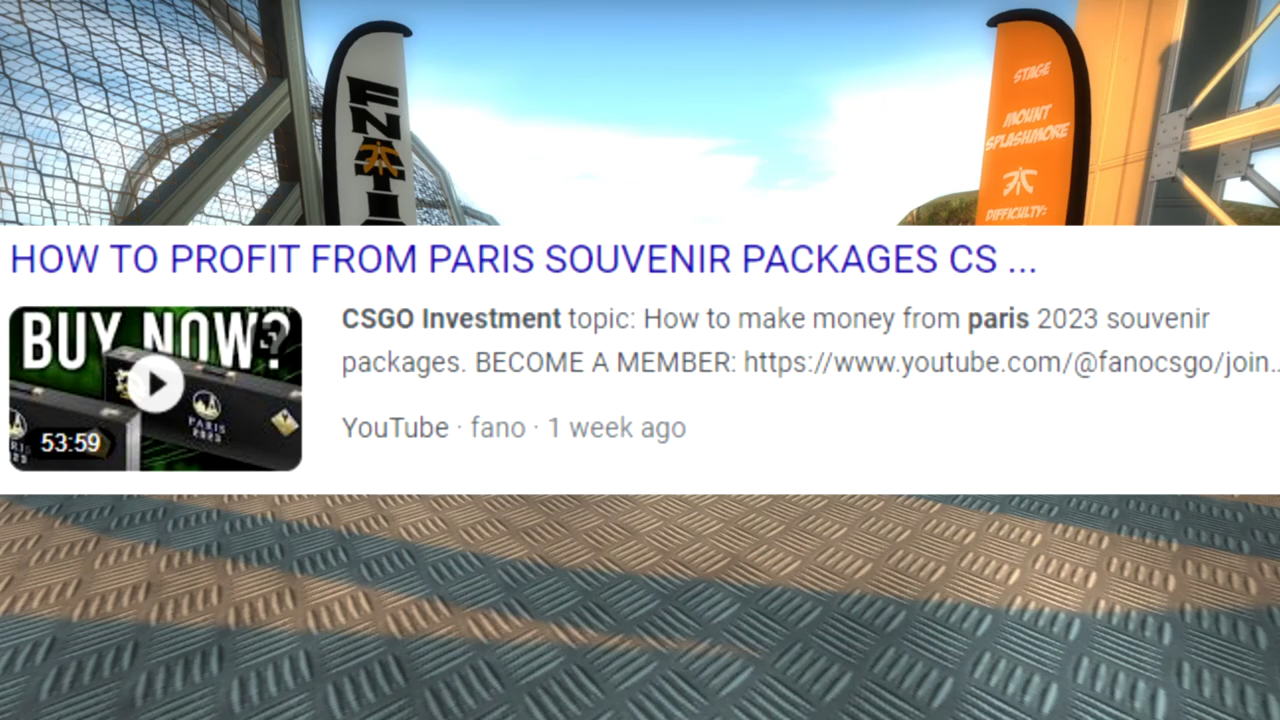 FNATI
STAGE
MOUNT
SPLASHMORE
DIFFICULTY:
HOW TO PROFIT FROM PARIS SOUVENIR PACKAGES CS ...
BUY NOW?
PARIS
2023
53:59
CSGO Investment topic: How to make money from paris 2023 souvenir
packages. BECOME A MEMBER: https://www.youtube.com/@fanocsgo/join..
YouTube · fano · 1 week ago